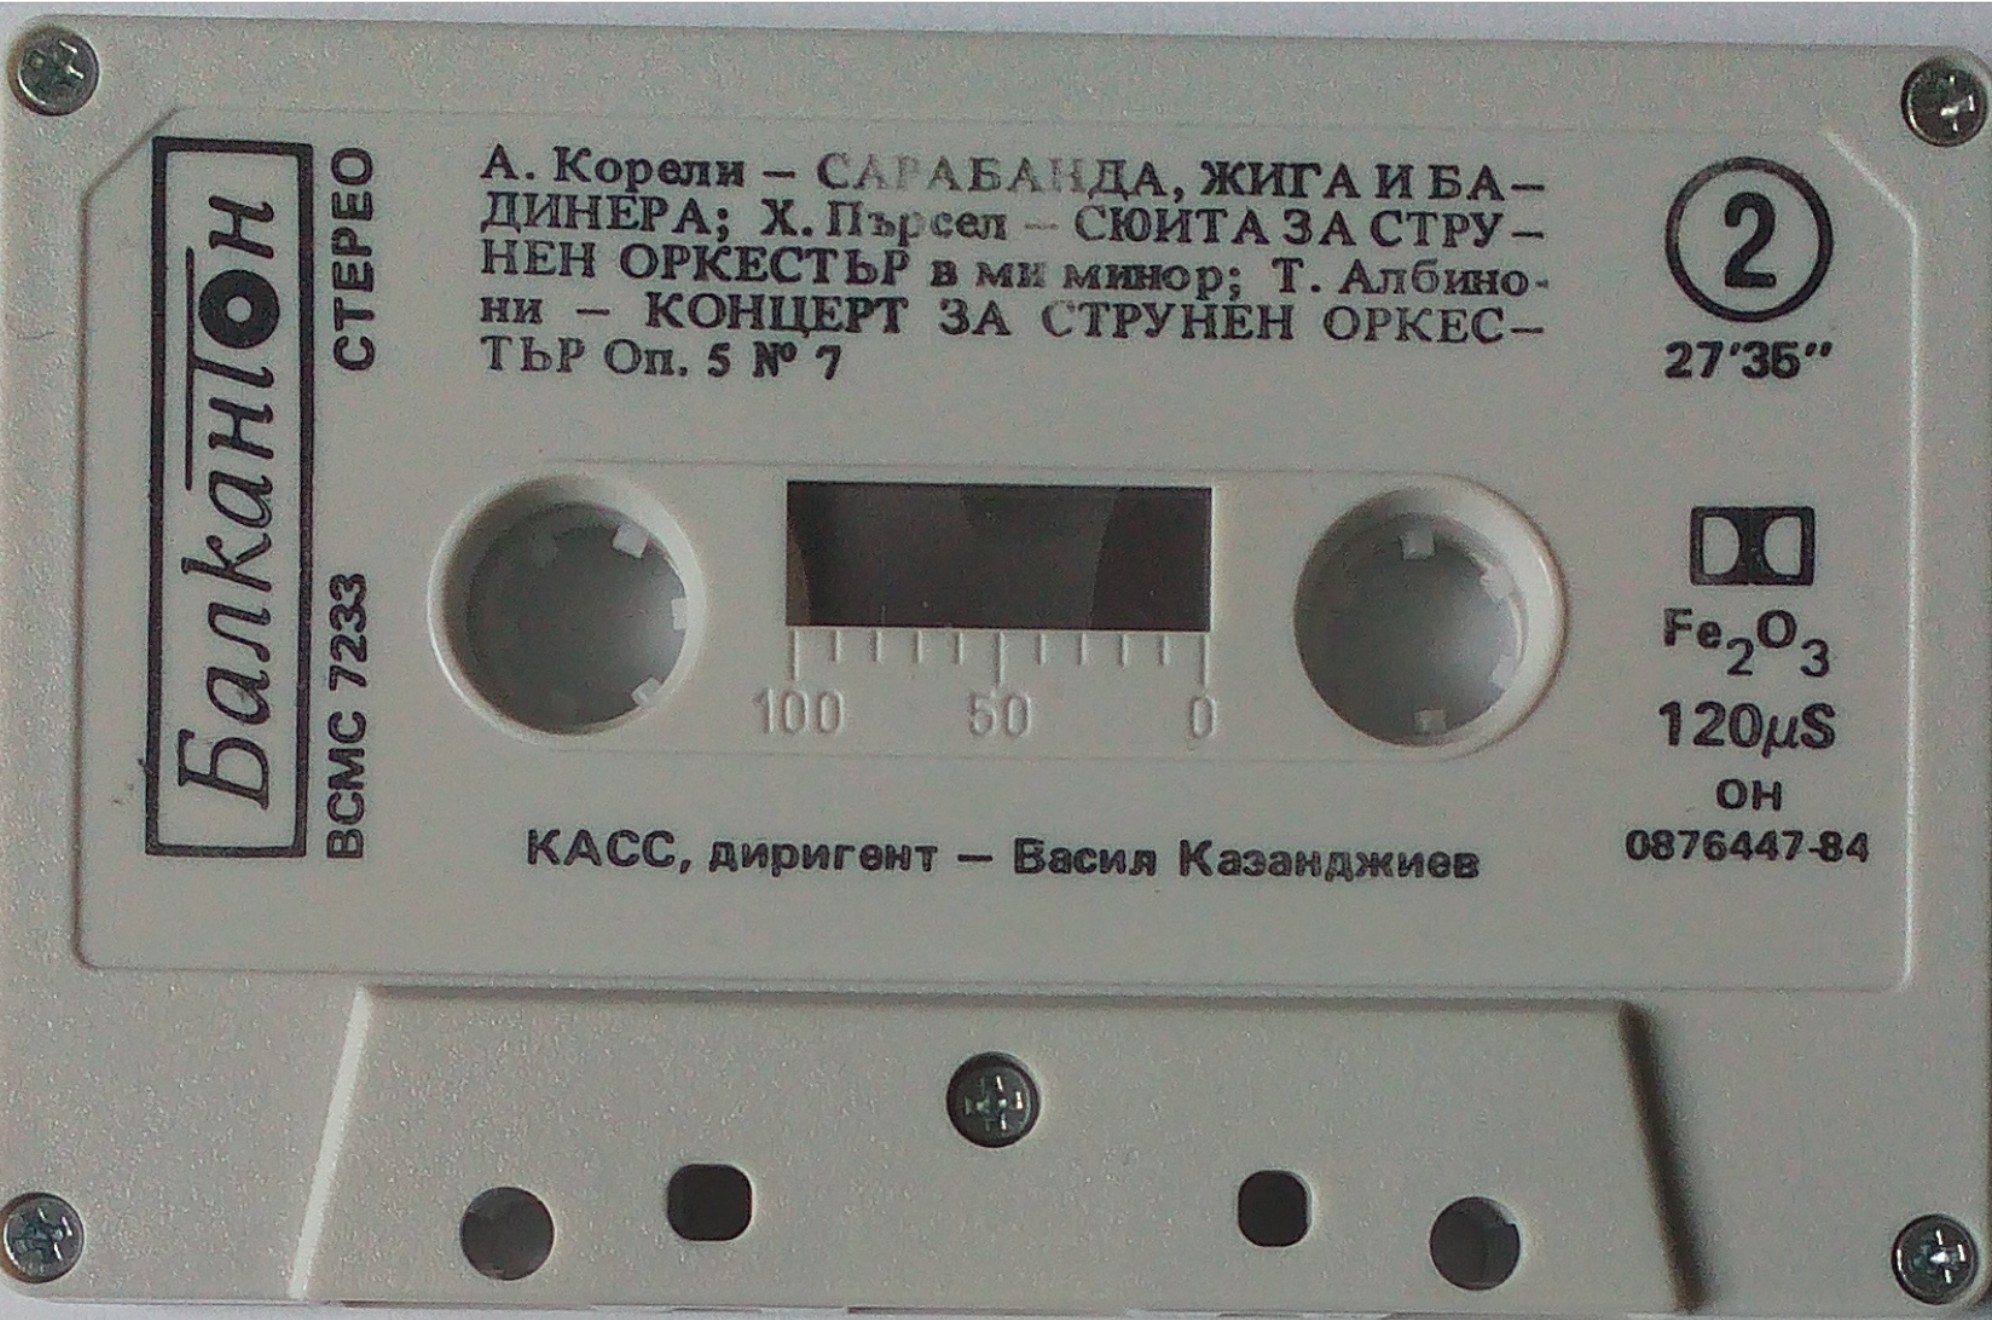 Балкантон
СТЕРЕО
ВСМС 7233
А. Корели – САРАБАНДА, ЖИГА И БА–
ДИНЕРА; Х. Пърсел – СЮИТА ЗА СТРУ–
НЕН ОРКЕСТЪР в ми минор; Т. Албино-
ни – КОНЦЕРТ ЗА СТРУНЕН ОРКЕС–
ТЪР Оп. 5 № 7
2
27'35"
100 50 0
Fe₂O₃
120μS
ОН
0876447-84
КАСС, диригент – Васил Казанджиев